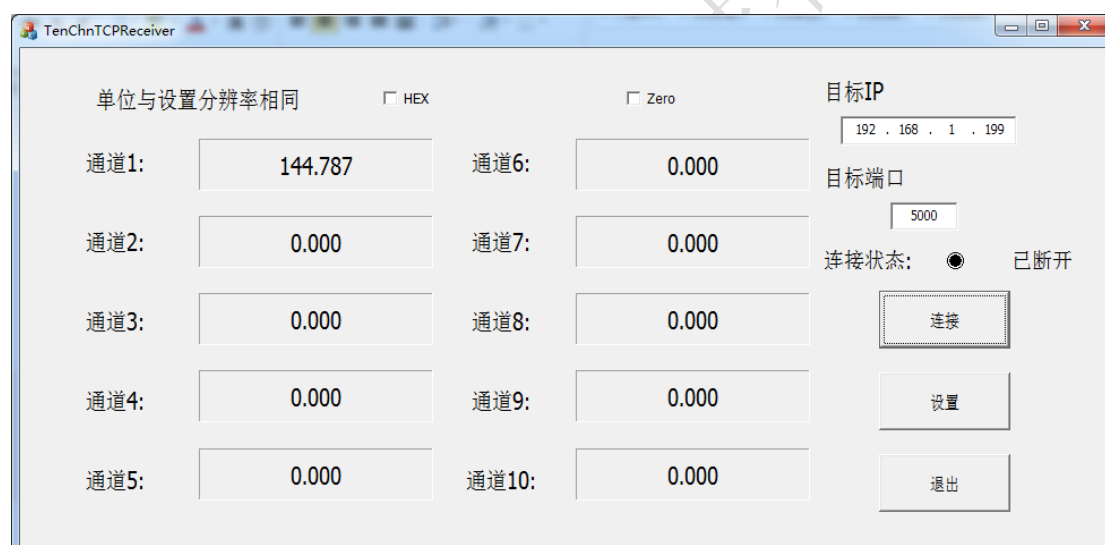 TenChnTCPReceiver
单位与设置分辨率相同 HEX Zero 目标IP
192 . 168 . 1 . 199
通道1: 144.787 通道6: 0.000
目标端口
5000
通道2: 0.000 通道7: 0.000
连接状态: 已断开
通道3: 0.000 通道8: 0.000 连接
通道4: 0.000 通道9: 0.000 设置
通道5: 0.000 通道10: 0.000 退出